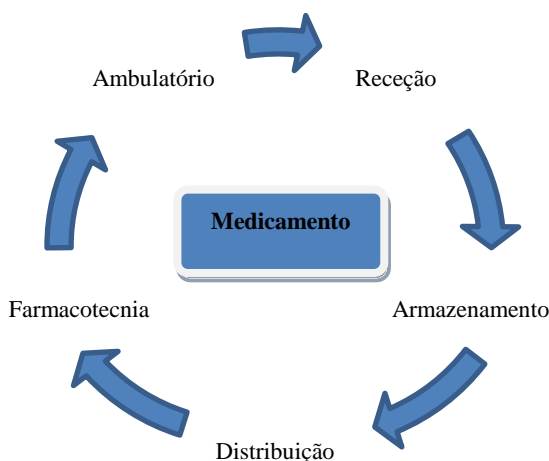 Ambulatório
Receção
Medicamento
Farmacotecnia
Armazenamento
Distribuição